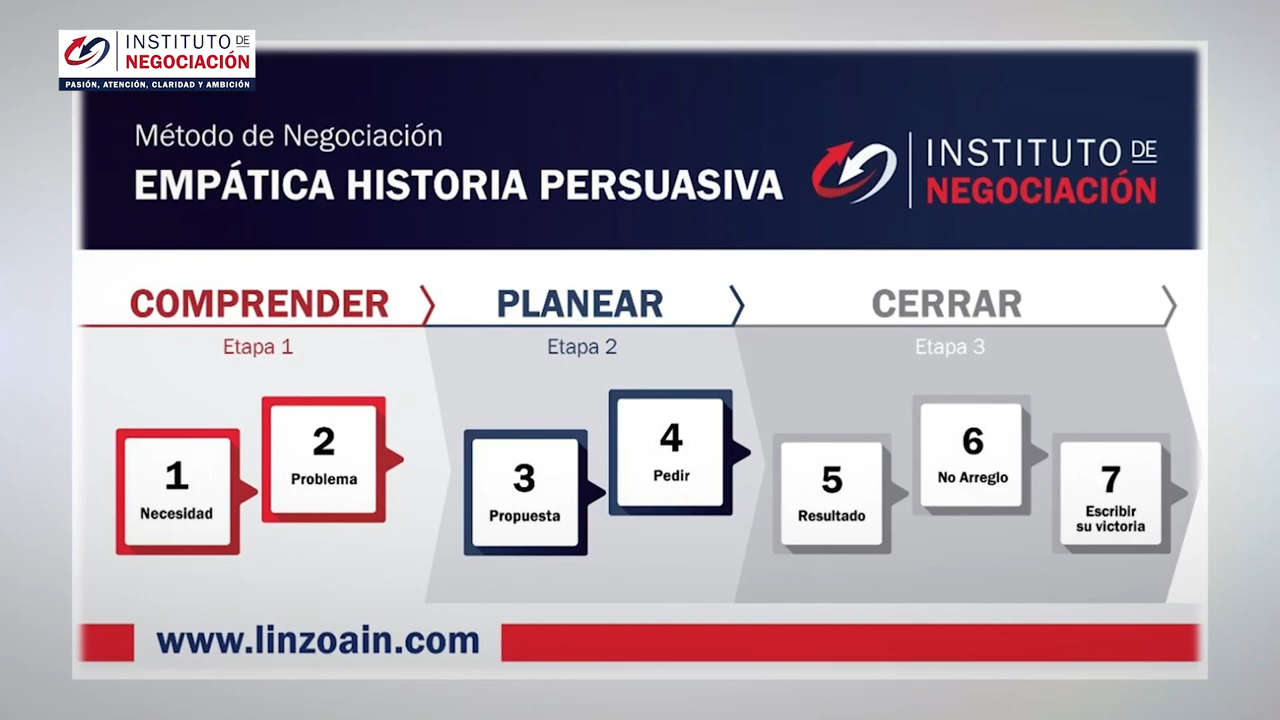 INSTITUTO DE
NEGOCIACIÓN
PASIÓN, ATENCIÓN, CLARIDAD Y AMBICIÓN
Método de Negociación
EMPÁTICA HISTORIA PERSUASIVA
INSTITUTO DE
NEGOCIACIÓN
COMPRENDER
Etapa 1
1
Necesidad
2
Problema
PLANEAR
Etapa 2
3
Propuesta
4
Pedir
CERRAR
Etapa 3
5
Resultado
6
No Arreglo
7
Escribir
su victoria
www.linzoain.com